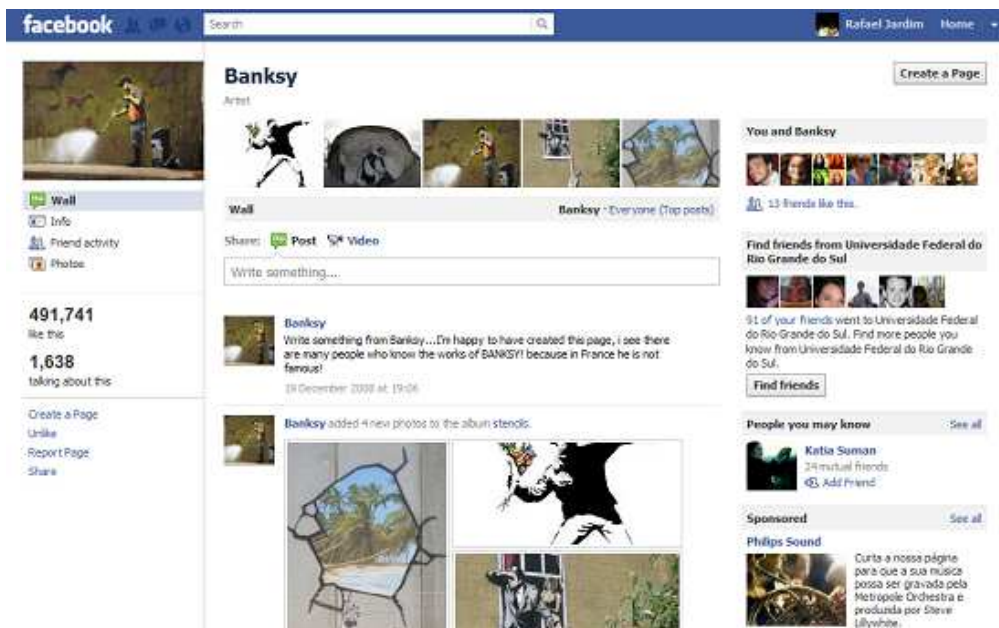 facebook
Search
Rafael Jardim Home
Banksy
Artist
Create a Page
Wall
Info
Friend activity
Photos
491,741
like this
1,638
talking about this
Create a Page
Unlike
Report Page
Share
Wall
Banksy · Everyone (Top posts)
Share: Post Video
Write something...
Banksy
Write something from Banksy...I'm happy to have created this page, i see there
are many people who know the works of BANKSY! because in France he is not
famous!
19 December 2008 at 19:06
Banksy added 4 new photos to the album stencils.
You and Banksy
13 friends like this.
Find friends from Universidade Federal do
Rio Grande do Sul
91 of your friends went to Universidade Federal
do Rio Grande do Sul. Find more people you
know from Universidade Federal do Rio Grande
do Sul.
Find friends
People you may know See all
Katia Suman
24 mutual friends
Add Friend
Sponsored See all
Philips Sound
Curta a nossa página
para que a sua música
possa ser gravada pela
Metropole Orchestra e
produzida por Steve
Lillywhite.